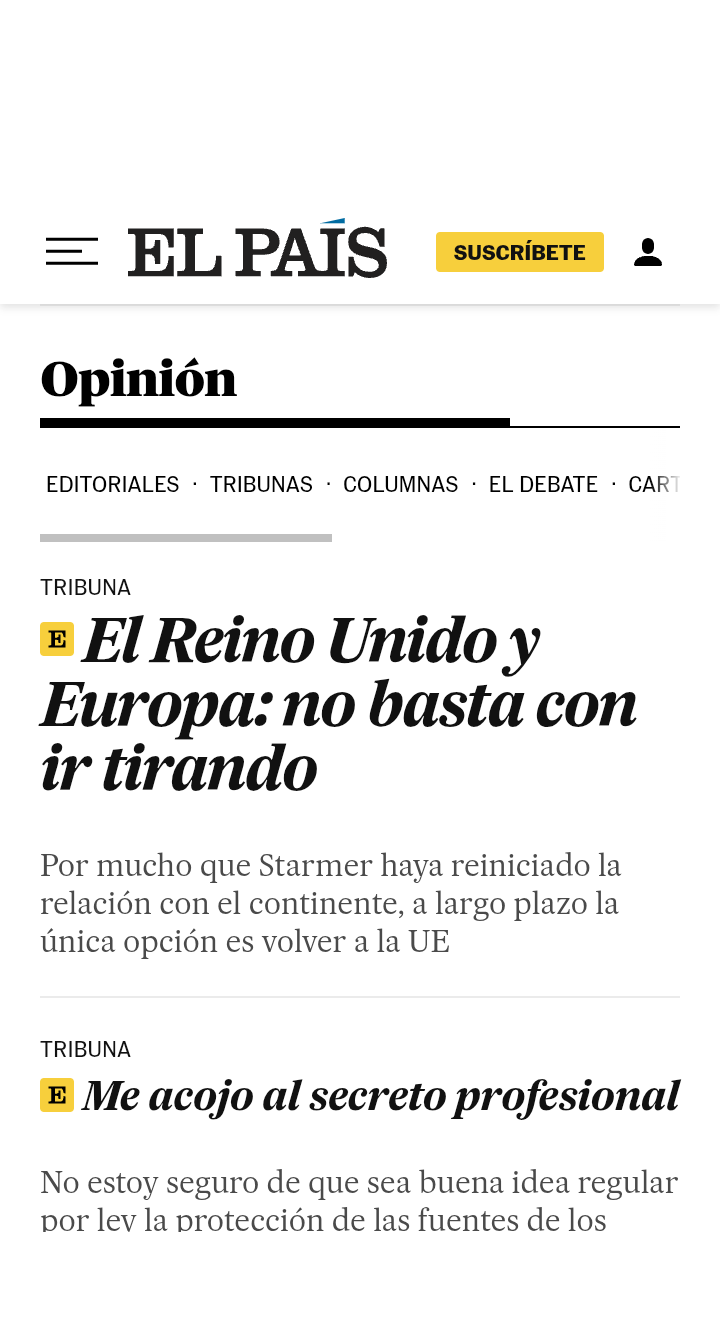 EL PAÍS SUSCRÍBETE
Opinión
EDITORIALES · TRIBUNAS · COLUMNAS · EL DEBATE · CART
TRIBUNA
E El Reino Unido y
Europa: no basta con
ir tirando
Por mucho que Starmer haya reiniciado la
relación con el continente, a largo plazo la
única opción es volver a la UE
TRIBUNA
E Me acojo al secreto profesional
No estoy seguro de que sea buena idea regular
por ley la protección de las fuentes de los